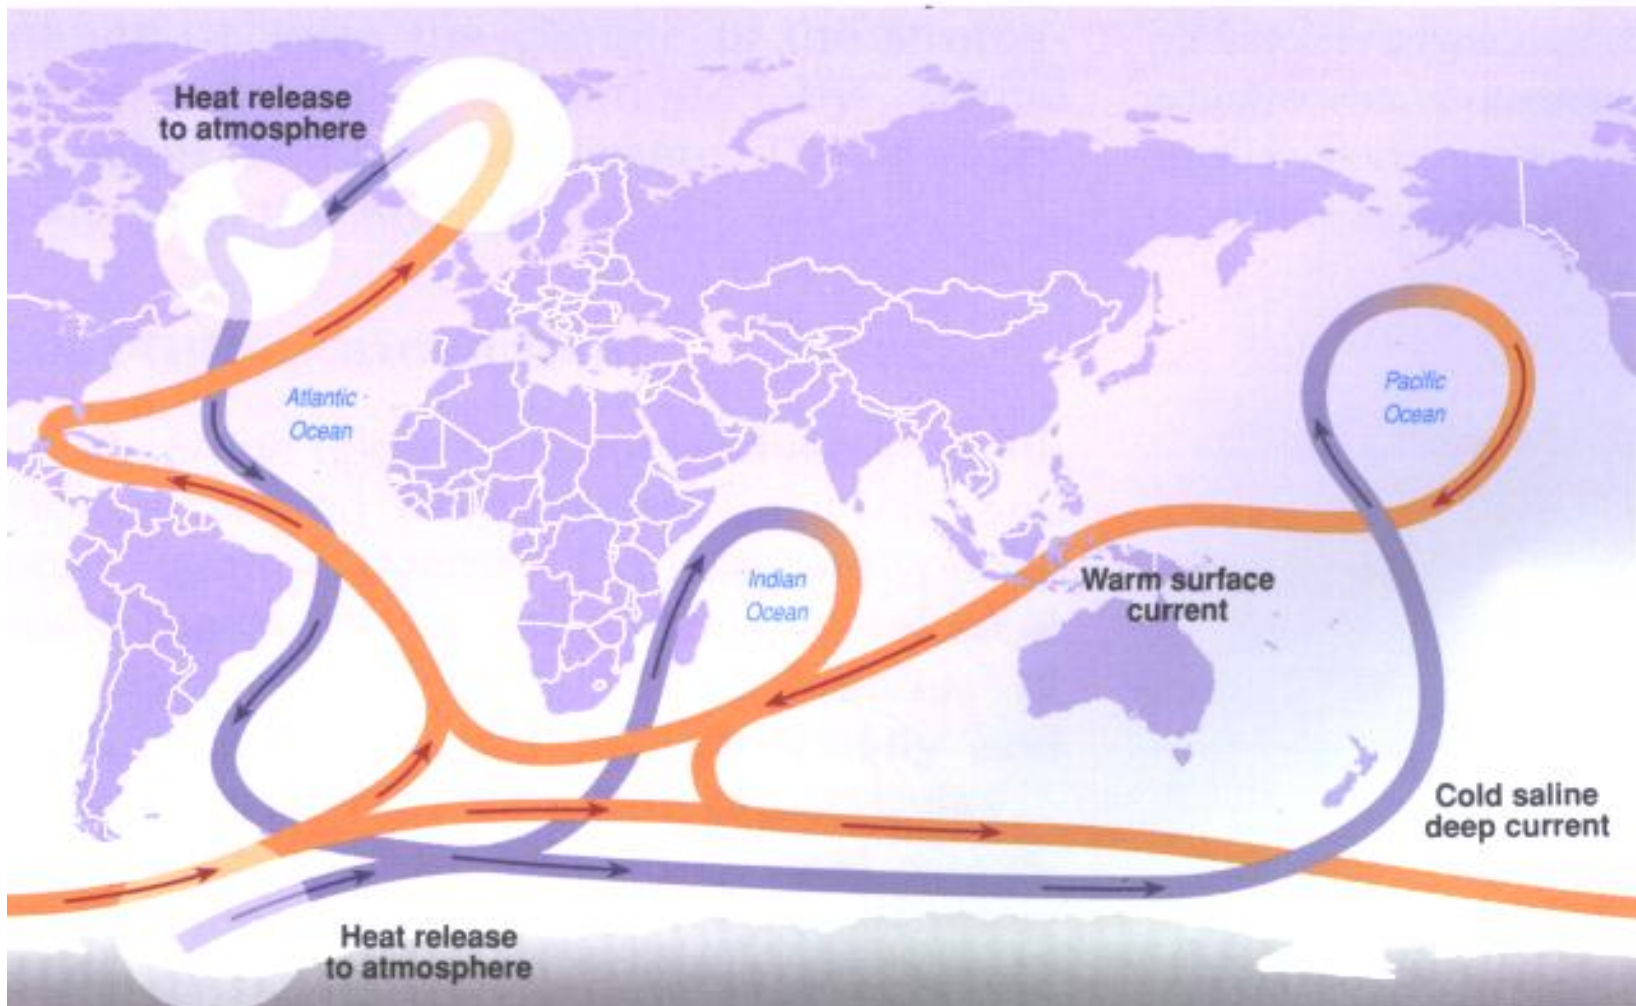 Heat release
to atmosphere
Atlantic
Ocean
Pacific
Ocean
Indian
Ocean
Warm surface
current
Cold saline
deep current
Heat release
to atmosphere